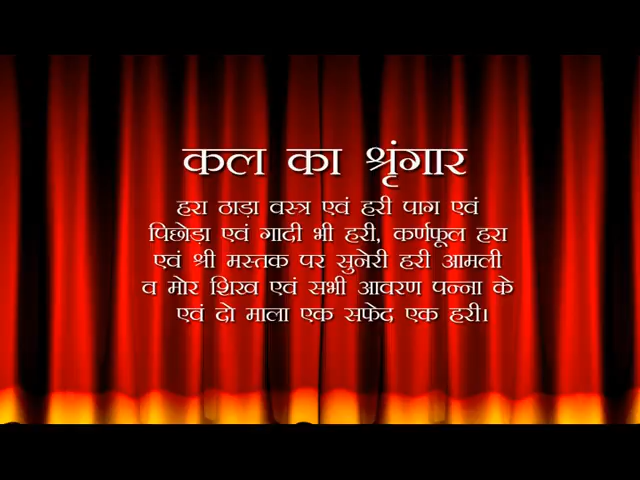 कल का श्रृंगार
हरा ठाड़ा वस्त्र एवं हरी पाग एवं
पिछोड़ा एवं गादी भी हरी, कर्णफूल हरा
एवं श्री मस्तक पर सुनेरी हरी आमली
व मोर शिख एवं सभी आवरण पन्ना के
एवं दो माला एक सफेद एक हरी।